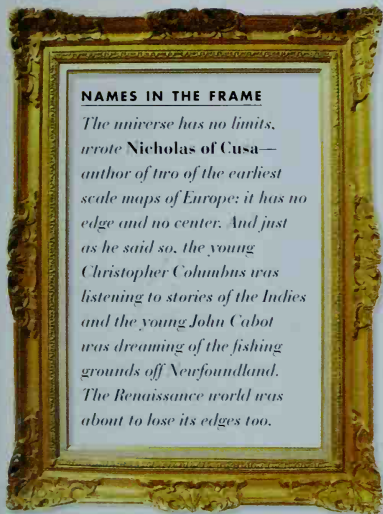 NAMES IN THE FRAME
The universe has no limits,
wrote Nicholas of Cusa—
author of two of the earliest
scale maps of Europe: it has no
edge and no center. And just
as he said so, the young
Christopher Columbus was
listening to stories of the Indies
and the young John Cabot
was dreaming of the fishing
grounds off Newfoundland.
The Renaissance world was
about to lose its edges too.